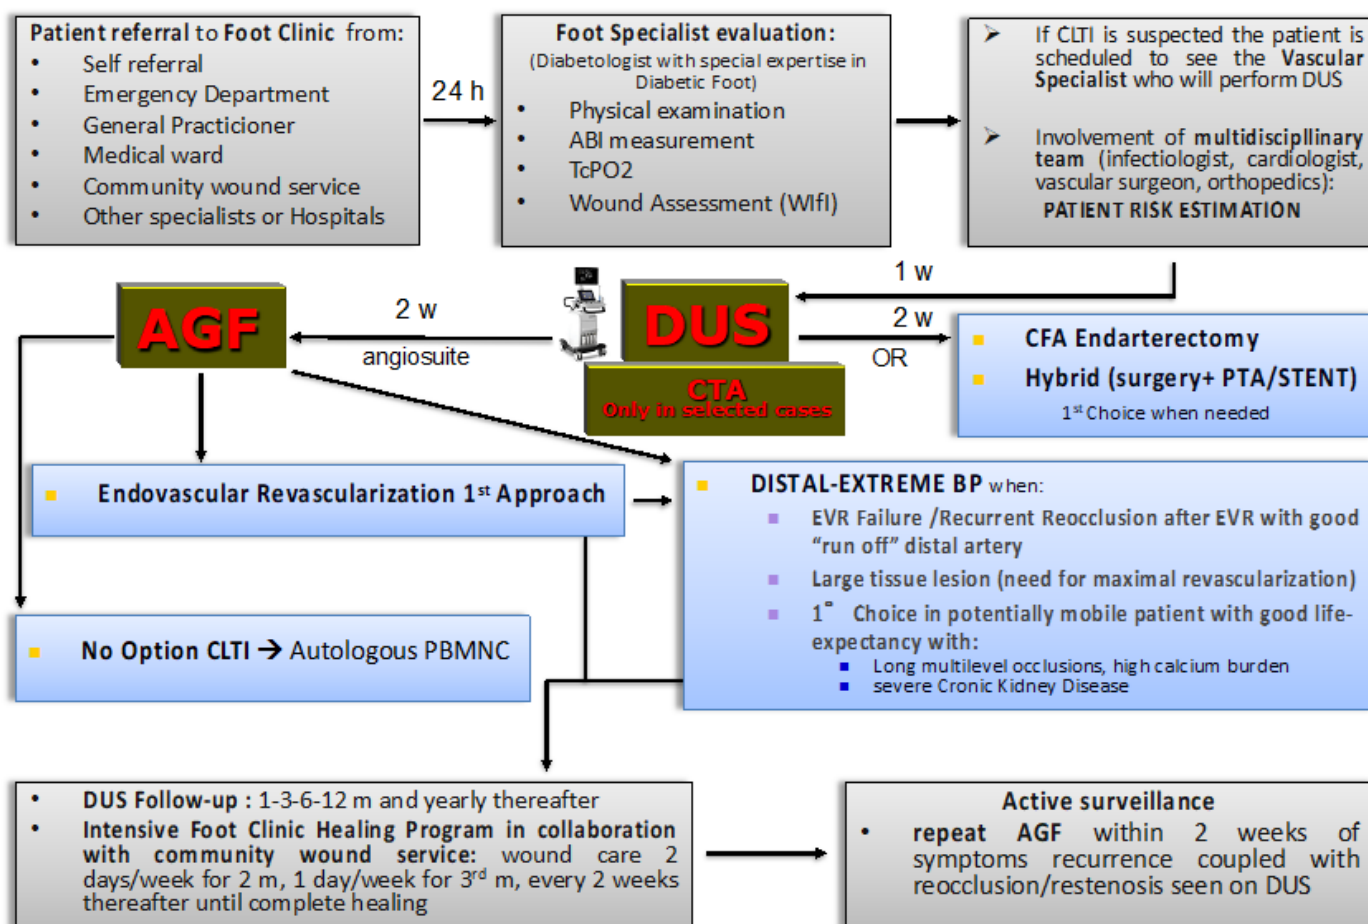 Patient referral to Foot Clinic from:
• Self referral
• Emergency Department
• General Practicioner
• Medical ward
• Community wound service
• Other specialists or Hospitals
24 h
Foot Specialist evaluation:
(Diabetologist with special expertise in
Diabetic Foot)
• Physical examination
• ABI measurement
• TcPO2
• Wound Assessment (WIfI)
➢ If CLTI is suspected the patient is
scheduled to see the Vascular
Specialist who will perform DUS
➢ Involvement of multidiscipllinary
team (infectiologist, cardiologist,
vascular surgeon, orthopedics):
PATIENT RISK ESTIMATION
1 w
AGF
2 w
angiosuite
DUS
CTA
Only in selected cases
2 w
OR
▪ CFA Endarterectomy
▪ Hybrid (surgery+ PTA/STENT)
1st Choice when needed
▪ Endovascular Revascularization 1st Approach
▪ DISTAL-EXTREME BP when:
▪ EVR Failure /Recurrent Reocclusion after EVR with good
“run off” distal artery
▪ Large tissue lesion (need for maximal revascularization)
▪ 1° Choice in potentially mobile patient with good life-
expectancy with:
▪ Long multilevel occlusions, high calcium burden
▪ severe Cronic Kidney Disease
▪ No Option CLTI → Autologous PBMNC
• DUS Follow-up : 1-3-6-12 m and yearly thereafter
• Intensive Foot Clinic Healing Program in collaboration
with community wound service: wound care 2
days/week for 2 m, 1 day/week for 3rd m, every 2 weeks
thereafter until complete healing
Active surveillance
• repeat AGF within 2 weeks of
symptoms recurrence coupled with
reocclusion/restenosis seen on DUS